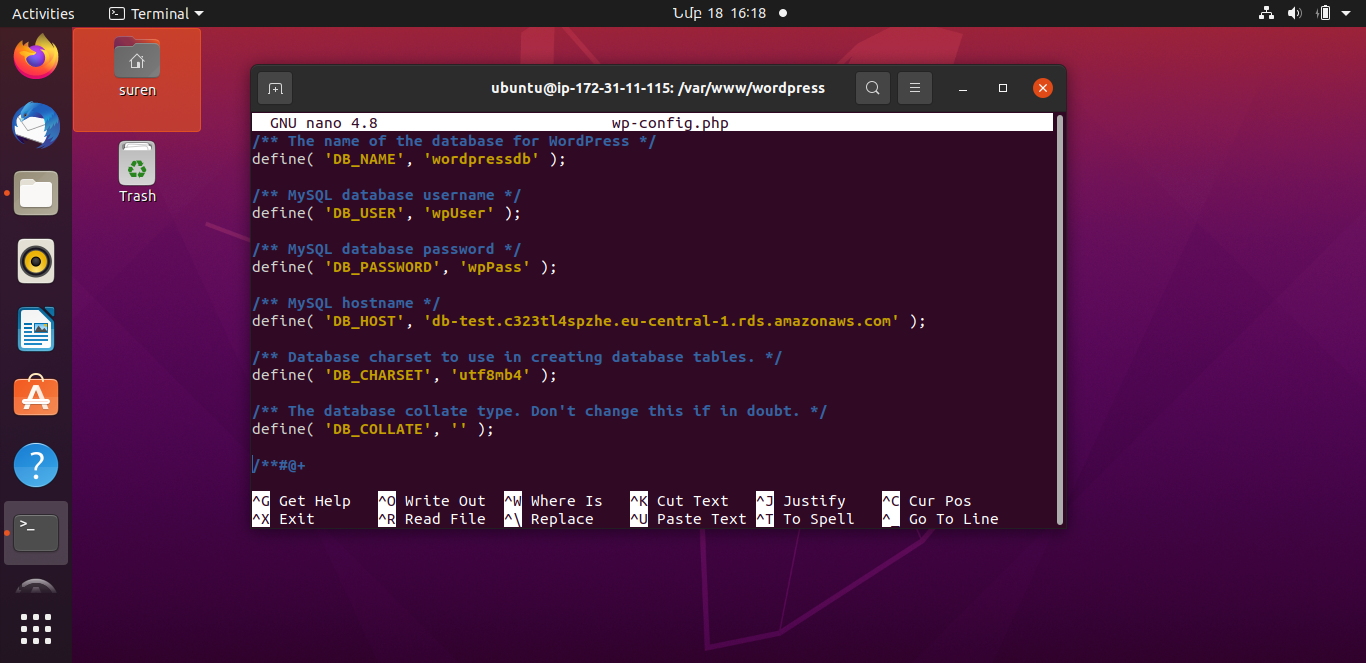 Activities
Terminal
Նմբ 18 16:18
suren
Trash
ubuntu@ip-172-31-11-115: /var/www/wordpress
GNU nano 4.8 wp-config.php
/** The name of the database for WordPress */
define( 'DB_NAME', 'wordpressdb' );
/** MySQL database username */
define( 'DB_USER', 'wpUser' );
/** MySQL database password */
define( 'DB_PASSWORD', 'wpPass' );
/** MySQL hostname */
define( 'DB_HOST', 'db-test.c323tl4spzhe.eu-central-1.rds.amazonaws.com' );
/** Database charset to use in creating database tables. */
define( 'DB_CHARSET', 'utf8mb4' );
/** The database collate type. Don't change this if in doubt. */
define( 'DB_COLLATE', '' );
/**#@+
^G Get Help ^O Write Out ^W Where Is ^K Cut Text ^J Justify ^C Cur Pos
^X Exit ^R Read File ^\ Replace ^U Paste Text ^T To Spell ^_ Go To Line